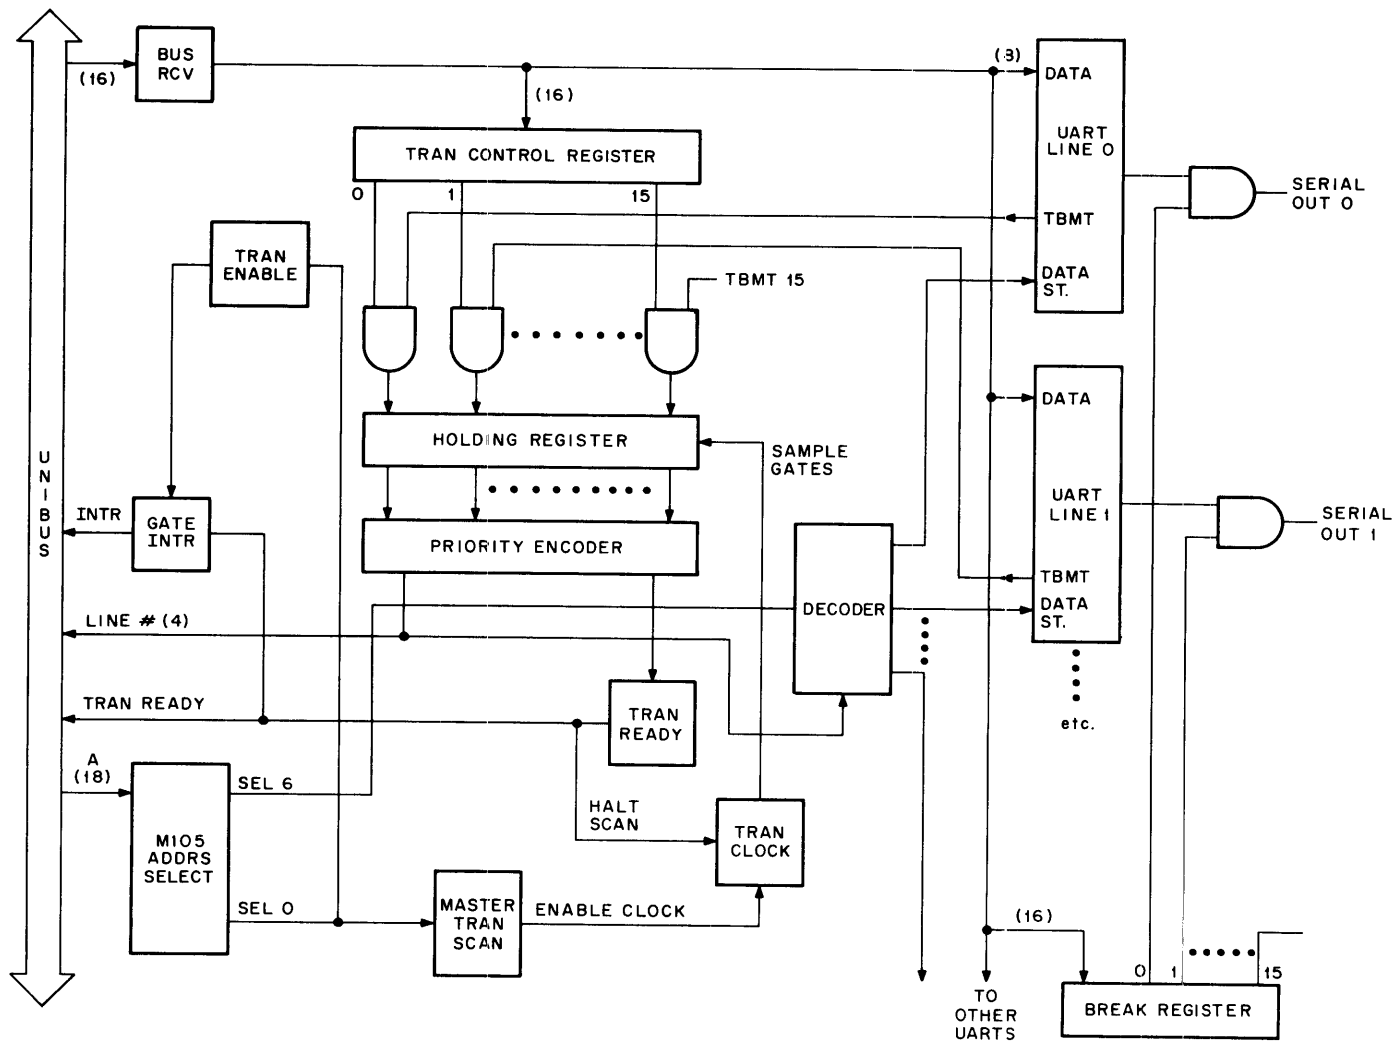 BUS
RCV
(16)
(8)
DATA
(16)
TRAN CONTROL REGISTER
UART
LINE 0
0
1
15
SERIAL
OUT 0
TBMT
TRAN
ENABLE
TBMT 15
DATA
ST.
DATA
HOLDING REGISTER
SAMPLE
GATES
UNIBUS
UART
LINE 1
INTR
GATE
INTR
SERIAL
OUT 1
PRIORITY ENCODER
TBMT
DECODER
DATA
ST.
LINE # (4)
TRAN READY
TRAN
READY
etc.
A
(18)
SEL 6
HALT
SCAN
M105
ADDRS
SELECT
TRAN
CLOCK
SEL 0
MASTER
TRAN
SCAN
ENABLE CLOCK
(16)
0
1
15
TO
OTHER
UARTS
BREAK REGISTER